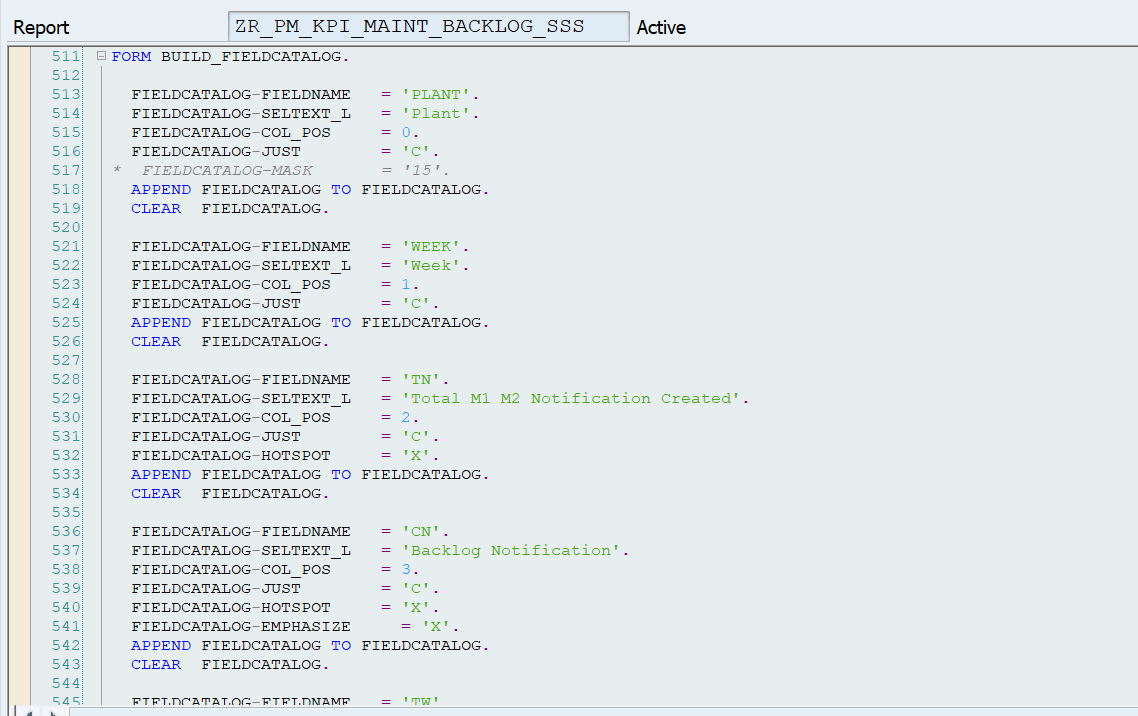 Report ZR_PM_KPI_MAINT_BACKLOG_SSS Active
511 FORM BUILD_FIELDCATALOG.
512
513 FIELDCATALOG-FIELDNAME = 'PLANT'.
514 FIELDCATALOG-SELTEXT_L = 'Plant'.
515 FIELDCATALOG-COL_POS = 0.
516 FIELDCATALOG-JUST = 'C'.
517 * FIELDCATALOG-MASK = '15'.
518 APPEND FIELDCATALOG TO FIELDCATALOG.
519 CLEAR FIELDCATALOG.
520
521 FIELDCATALOG-FIELDNAME = 'WEEK'.
522 FIELDCATALOG-SELTEXT_L = 'Week'.
523 FIELDCATALOG-COL_POS = 1.
524 FIELDCATALOG-JUST = 'C'.
525 APPEND FIELDCATALOG TO FIELDCATALOG.
526 CLEAR FIELDCATALOG.
527
528 FIELDCATALOG-FIELDNAME = 'TN'.
529 FIELDCATALOG-SELTEXT_L = 'Total M1 M2 Notification Created'.
530 FIELDCATALOG-COL_POS = 2.
531 FIELDCATALOG-JUST = 'C'.
532 FIELDCATALOG-HOTSPOT = 'X'.
533 APPEND FIELDCATALOG TO FIELDCATALOG.
534 CLEAR FIELDCATALOG.
535
536 FIELDCATALOG-FIELDNAME = 'CN'.
537 FIELDCATALOG-SELTEXT_L = 'Backlog Notification'.
538 FIELDCATALOG-COL_POS = 3.
539 FIELDCATALOG-JUST = 'C'.
540 FIELDCATALOG-HOTSPOT = 'X'.
541 FIELDCATALOG-EMPHASIZE = 'X'.
542 APPEND FIELDCATALOG TO FIELDCATALOG.
543 CLEAR FIELDCATALOG.
544
545 FIELDCATALOG-FIELDNAME = 'TW'